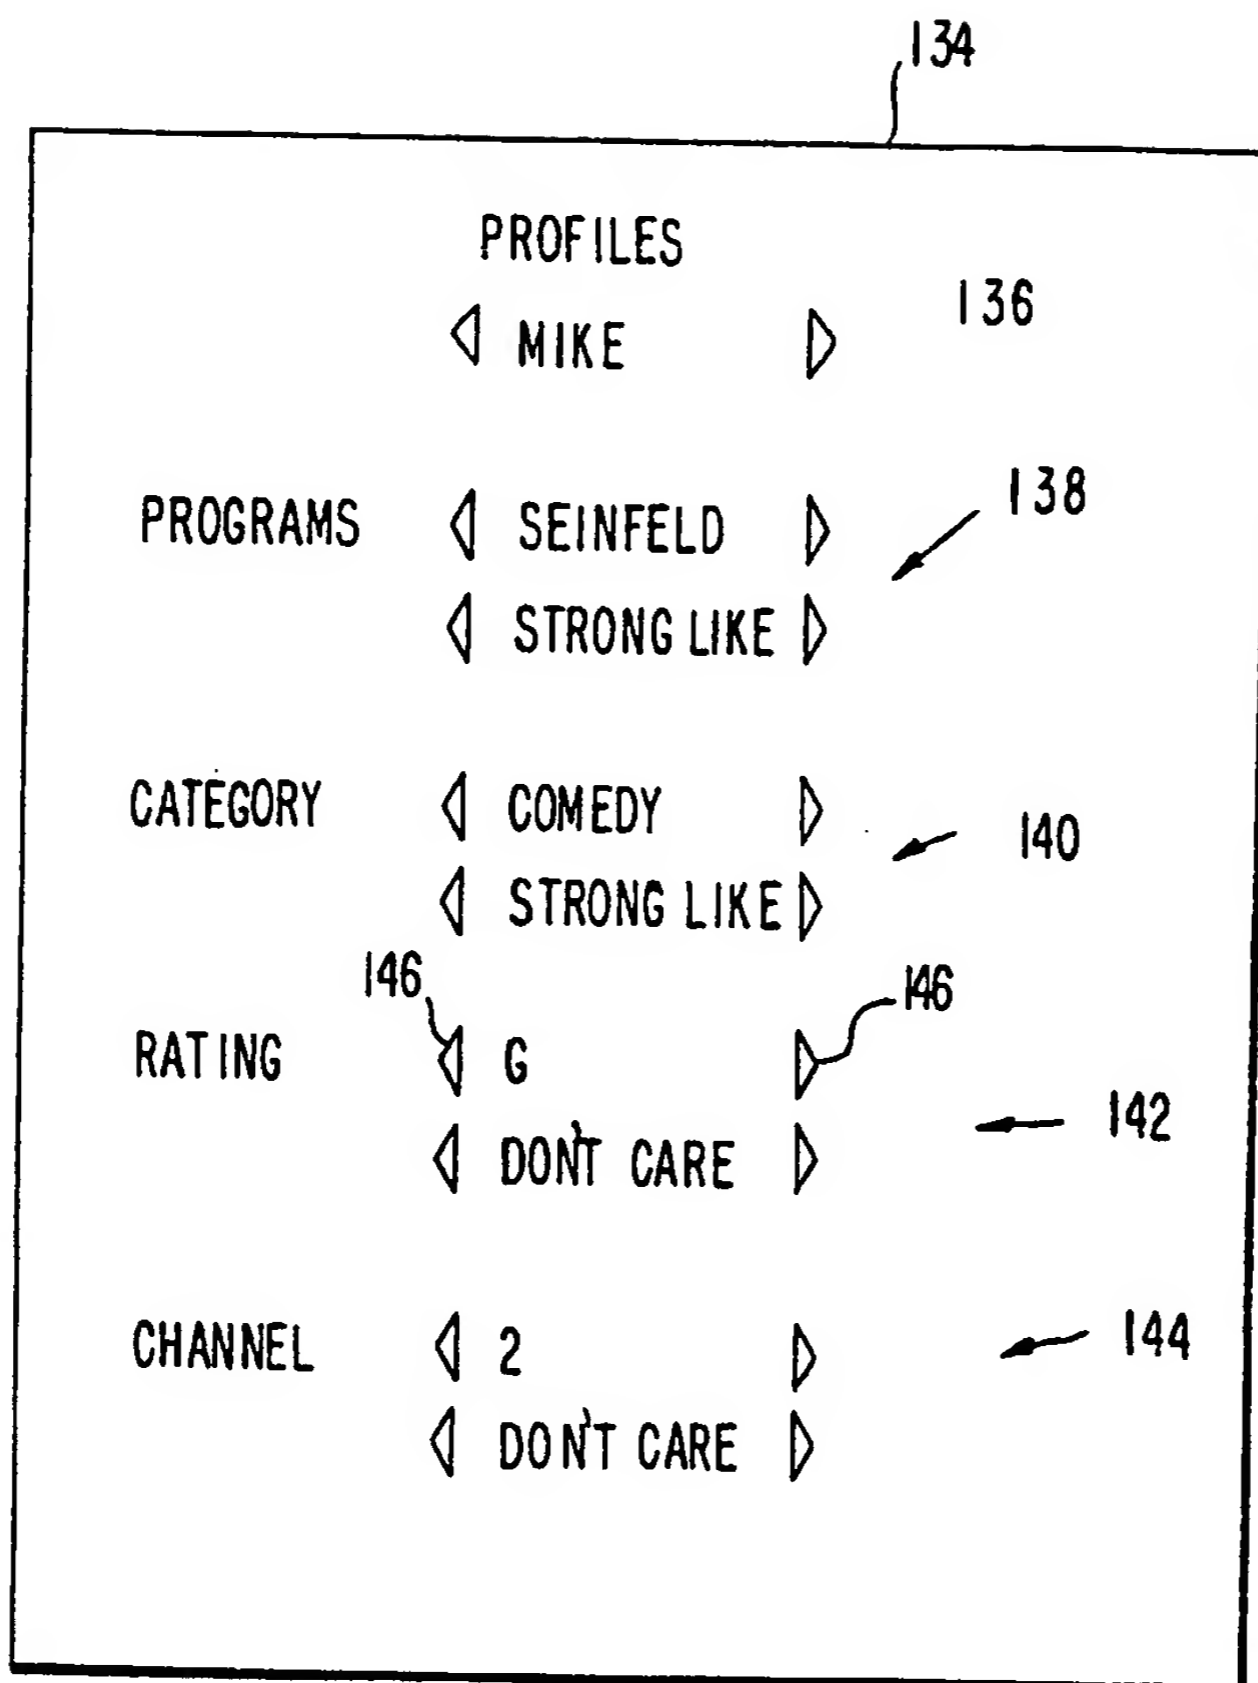 134
PROFILES
MIKE 136
PROGRAMS SEINFELD 138
STRONG LIKE
CATEGORY COMEDY 140
STRONG LIKE
146 146
RATING G
DON'T CARE 142
CHANNEL 2 144
DON'T CARE